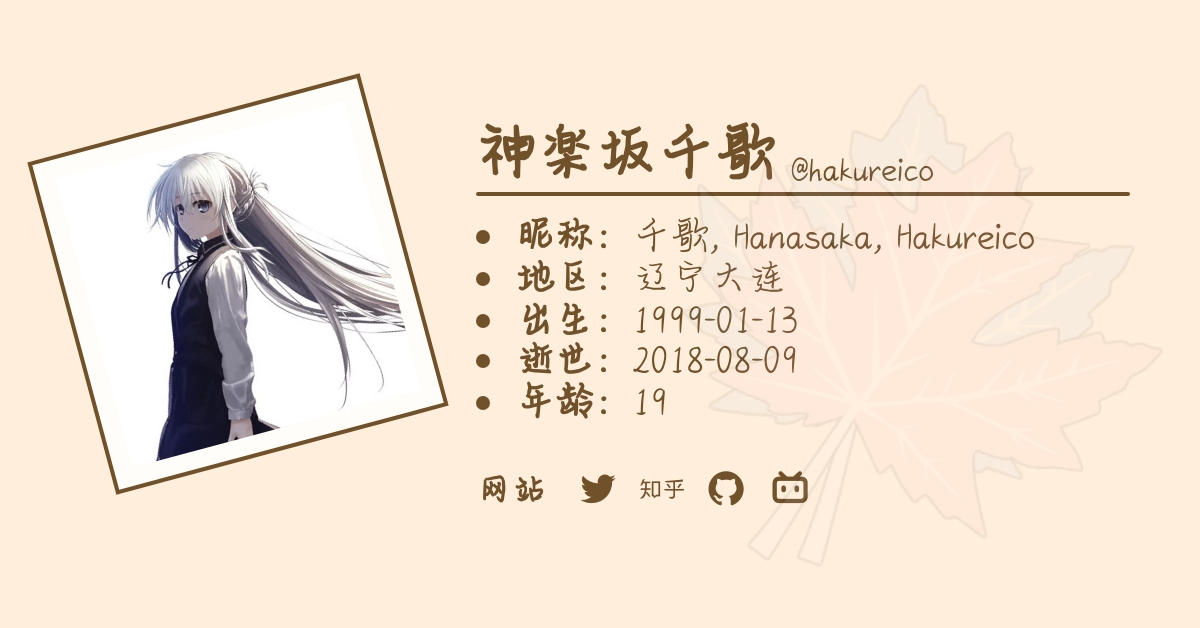 神楽坂千歌 @hakureico
昵称： 千歌, Hanasaka, Hakureico
地区： 辽宁大连
出生： 1999-01-13
逝世： 2018-08-09
年龄： 19
网站 知乎